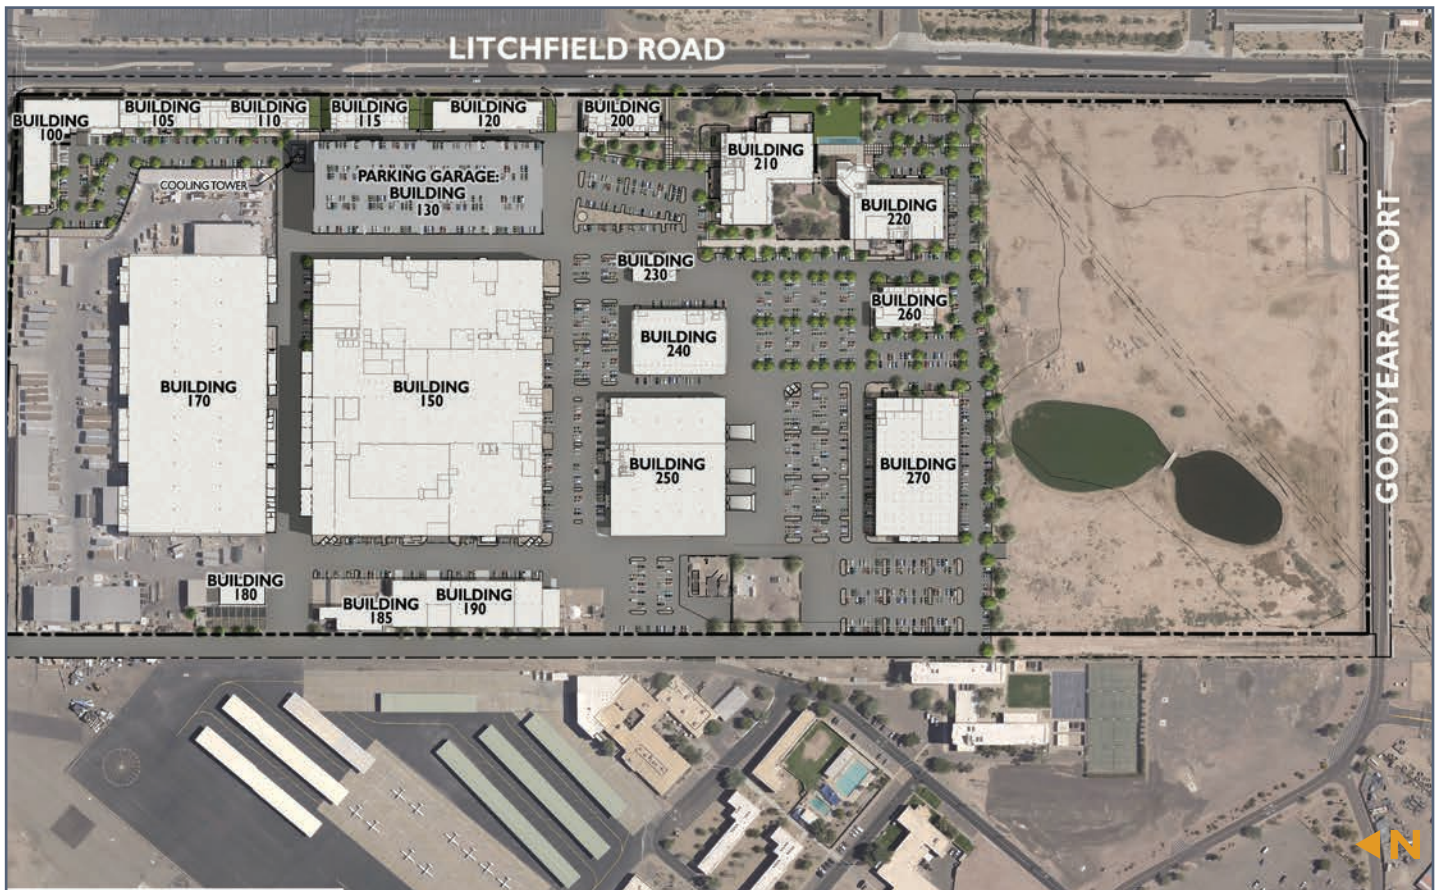 LITCHFIELD ROAD
BUILDING
100
BUILDING
105
BUILDING
110
BUILDING
115
BUILDING
120
BUILDING
200
BUILDING
210
COOLING TOWER
PARKING GARAGE:
BUILDING
130
BUILDING
220
GOODYEAR AIRPORT
BUILDING
230
BUILDING
260
BUILDING
240
BUILDING
170
BUILDING
150
BUILDING
250
BUILDING
270
BUILDING
180
BUILDING
185
BUILDING
190
N